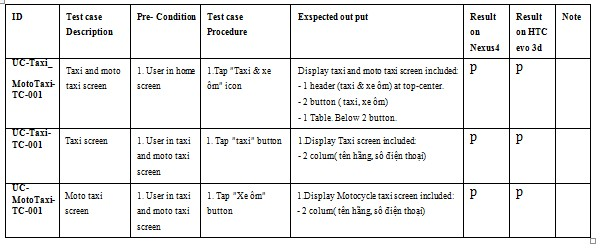 ID Test case Pre- Condition Test case Exspected out put Result Result Note
Description Procedure on on HTC
Nexus4 evo 3d
UC-Taxi_ Taxi and moto 1. User in home 1.Tap "Taxi & xe Display taxi and moto taxi screen included: p p
MotoTaxi- taxi screen screen ôm" icon - 1 header (taxi & xe ôm) at top-center.
TC-001 - 2 button ( taxi, xe ôm)
- 1 Table. Below 2 button.
UC-Taxi- Taxi screen 1. User in taxi 1. Tap "taxi" button 1.Display Taxi screen included: p p
TC-001 and moto taxi - 2 colum( tên hãng, số điện thoại)
screen
UC- Moto taxi 1. User in taxi 1. Tap "Xe ôm" 1.Display Motocycle taxi screen included: p p
MotoTaxi- screen and moto taxi button - 2 colum( tên hãng, số điện thoại)
TC-001 screen